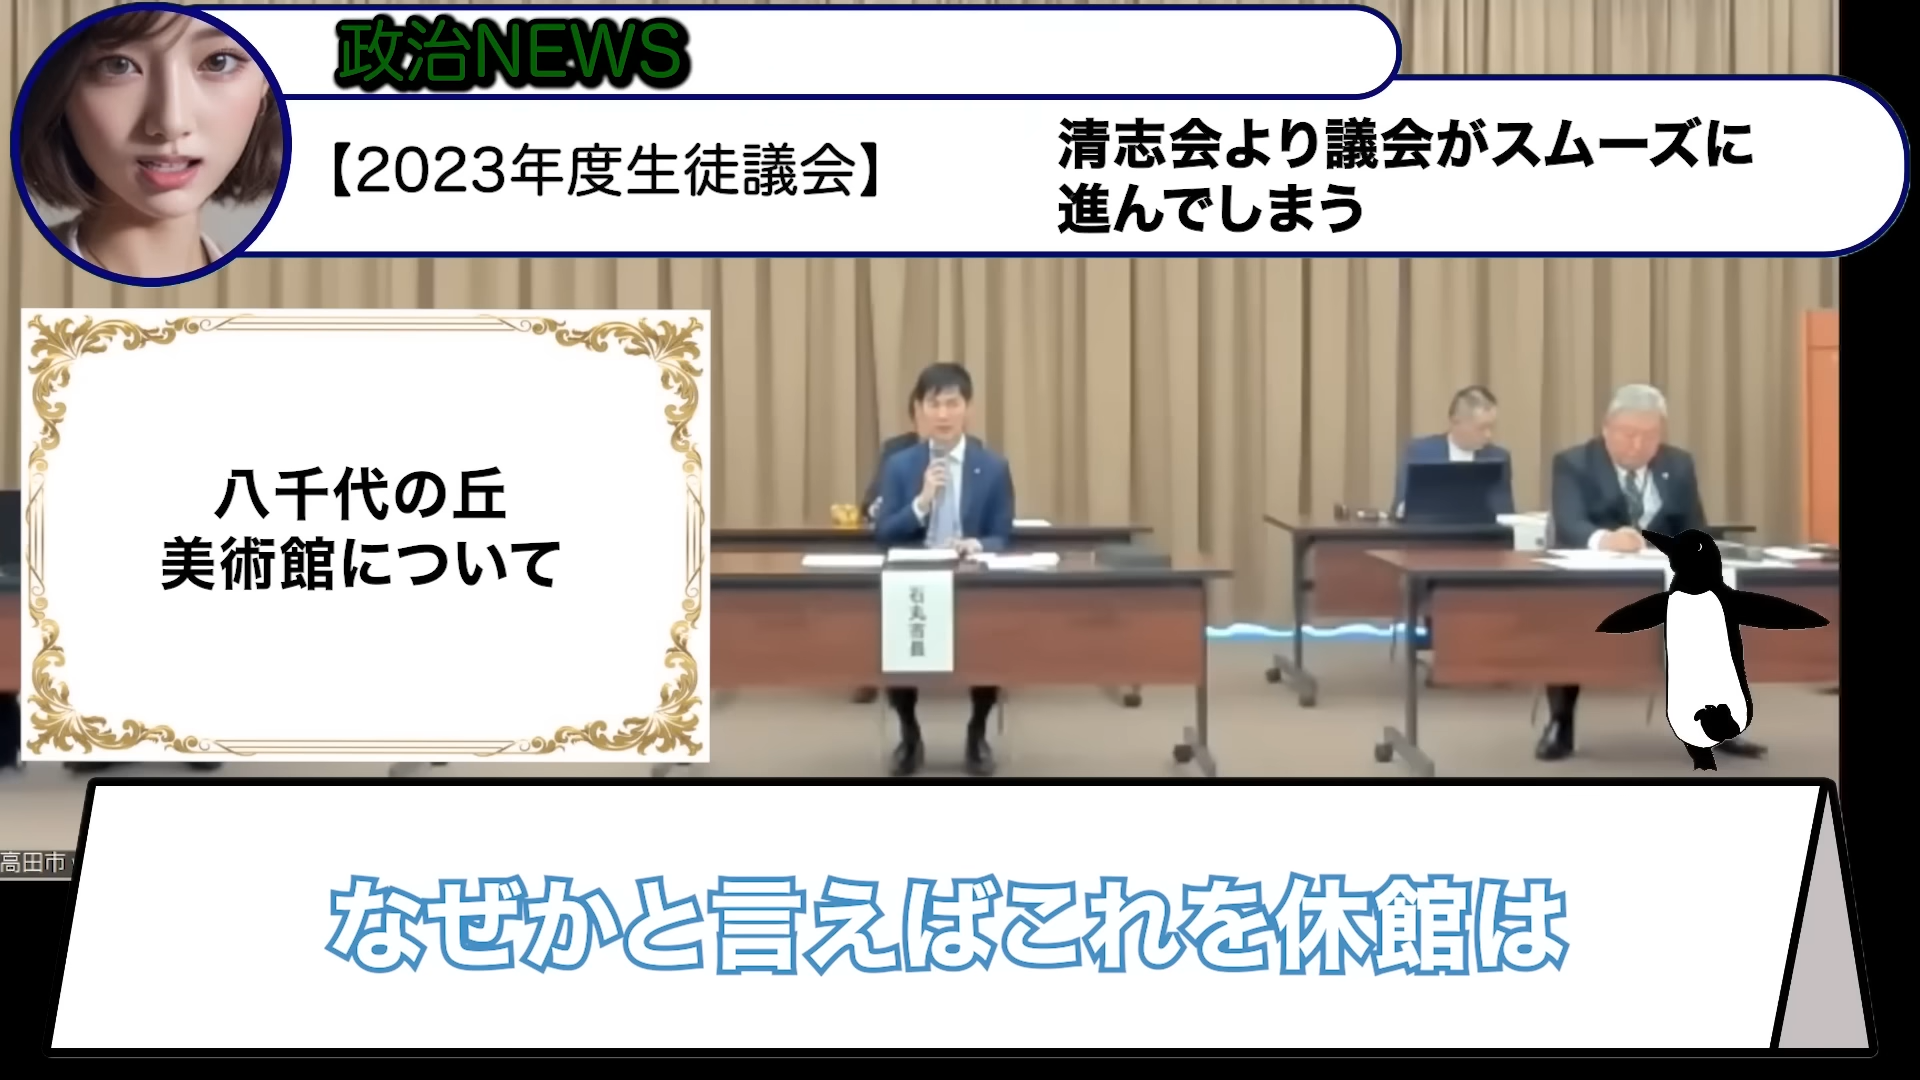 政治NEWS
【2023年度生徒議会】
清志会より議会がスムーズに
進んでしまう
八千代の丘
美術館について
石丸市長
高田市
なぜかと言えばこれを休館は